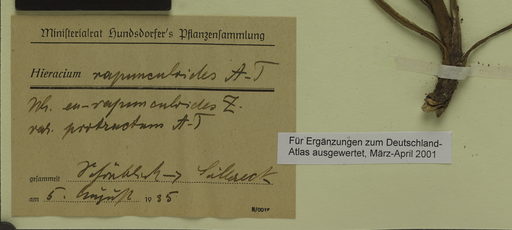 Ministerialrat Hundsdorfer's Pflanzensammlung
Hieracium rapunculoides A-T
Ssp. eu-rapunculoides Z.
var. protractum A-T
gesammelt
am 5. August 1935
Für Ergänzungen zum Deutschland-
Atlas ausgewertet, März-April 2001